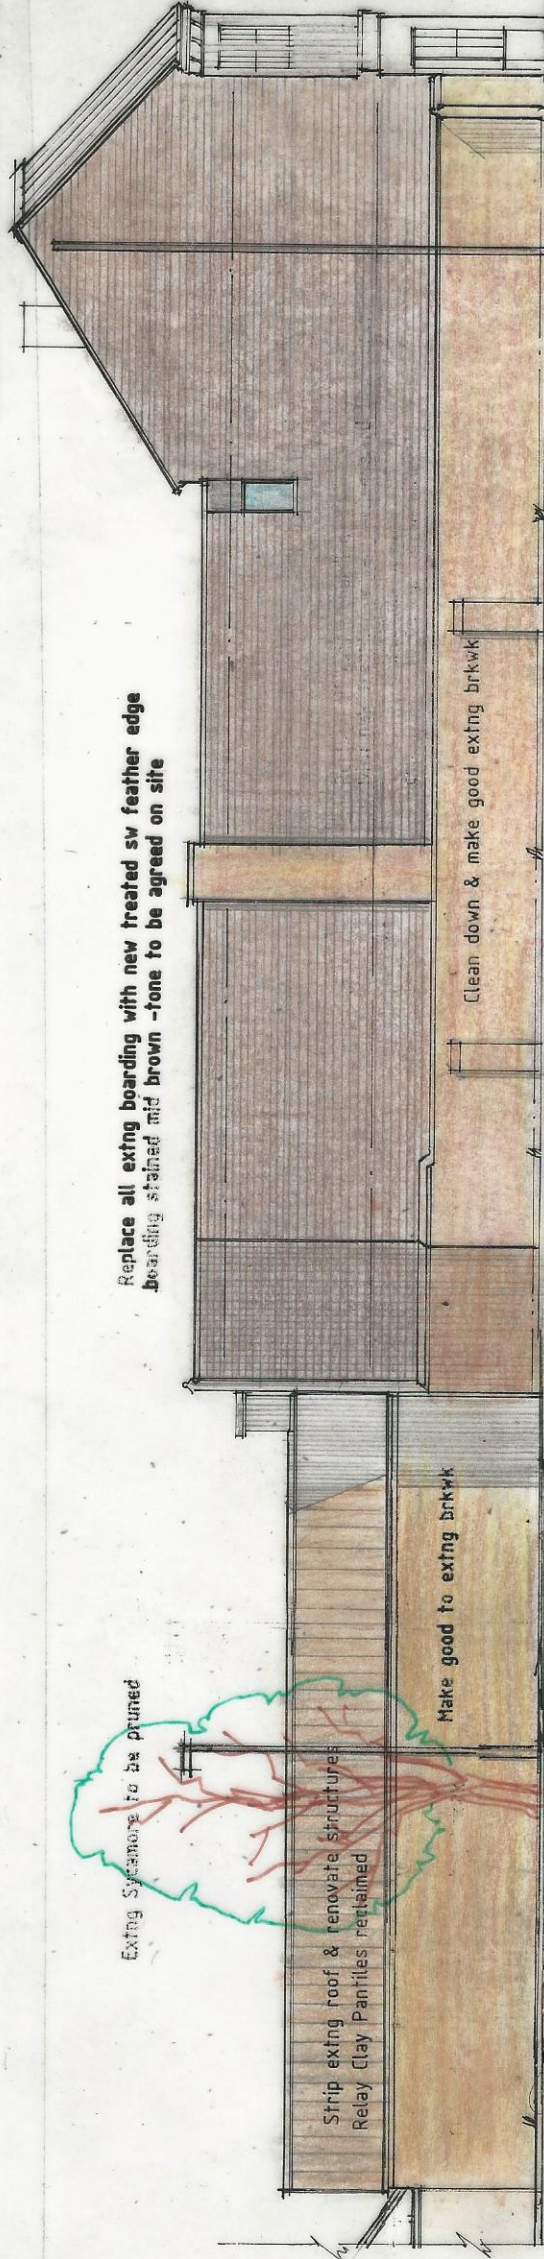 Extng Sycamore to be pruned
Replace all extng boarding with new treated sw feather edge
boarding stained mid brown -tone to be agreed on site
Strip extng roof & renovate structures
Relay Clay Pantiles reclaimed
Make good to extng brkwk
Clean down & make good extng brkwk